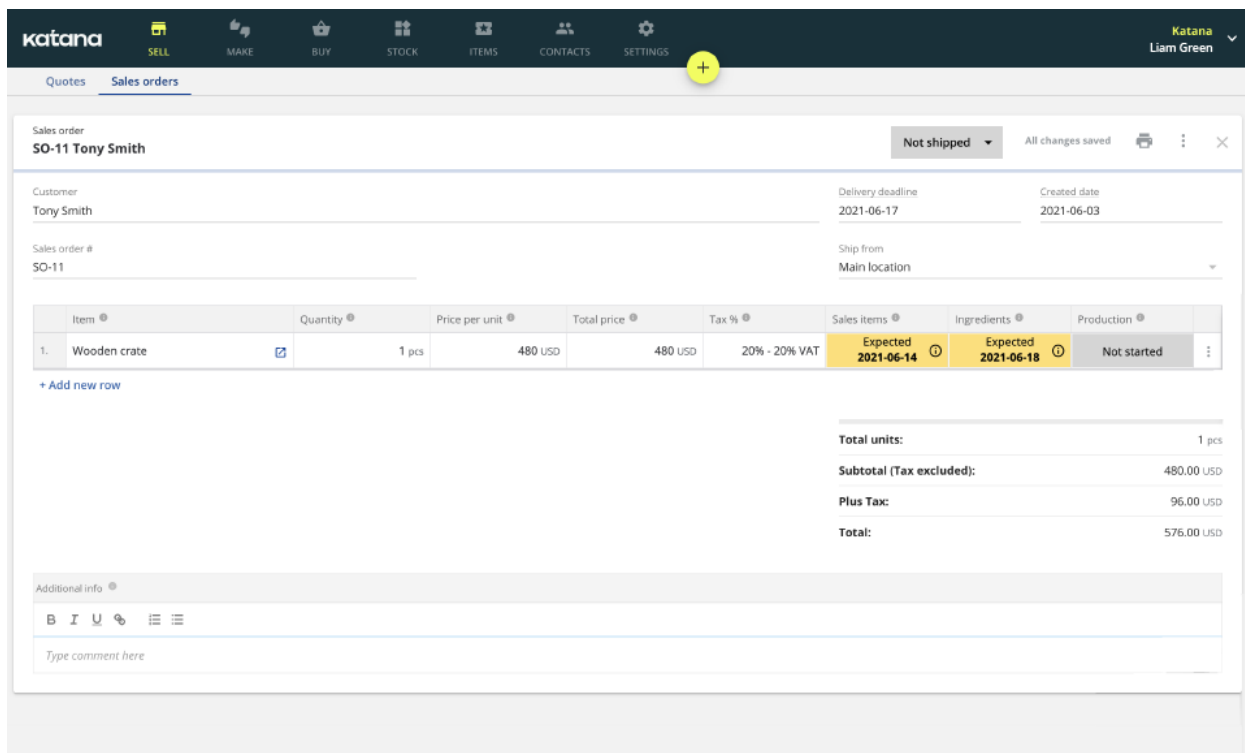 katana
SELL MAKE BUY STOCK ITEMS CONTACTS SETTINGS
+
Katana
Liam Green
Quotes Sales orders
Sales order
SO-11 Tony Smith
Not shipped All changes saved
Customer
Tony Smith
Delivery deadline Created date
2021-06-17 2021-06-03
Sales order # Ship from
SO-11 Main location
Item Quantity Price per unit Total price Tax % Sales items Ingredients Production
1. Wooden crate 1 pcs 480 USD 480 USD 20% - 20% VAT Expected 2021-06-14 Expected 2021-06-18 Not started
+ Add new row
Total units: 1 pcs
Subtotal (Tax excluded): 480.00 USD
Plus Tax: 96.00 USD
Total: 576.00 USD
Additional info
B I U
Type comment here